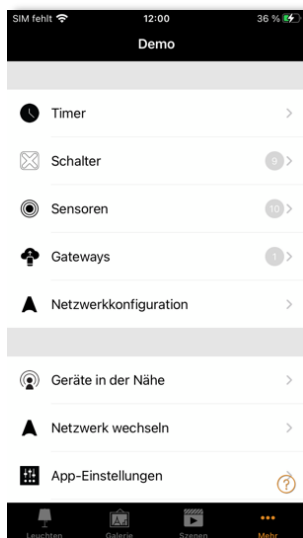 SIM fehlt 12:00 36 %
Demo
Timer
Schalter 9
Sensoren 10
Gateways 1
Netzwerkkonfiguration
Geräte in der Nähe
Netzwerk wechseln
App-Einstellungen
?
Leuchten Galerie Szenen Mehr